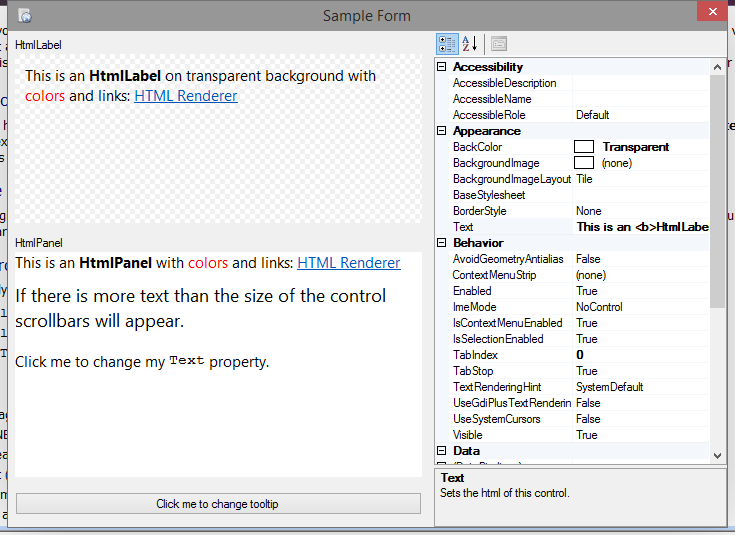 Sample Form
HtmlLabel
This is an HtmlLabel on transparent background with
colors and links: HTML Renderer
HtmlPanel
This is an HtmlPanel with colors and links: HTML Renderer
If there is more text than the size of the control
scrollbars will appear.
Click me to change my Text property.
Click me to change tooltip
Accessibility
AccessibleDescription
AccessibleName
AccessibleRole Default
Appearance
BackColor Transparent
BackgroundImage (none)
BackgroundImageLayout Tile
BaseStylesheet
BorderStyle None
Text This is an <b>HtmlLabe
Behavior
AvoidGeometryAntialias False
ContextMenuStrip (none)
Enabled True
ImeMode NoControl
IsContextMenuEnabled True
IsSelectionEnabled True
TabIndex 0
TabStop True
TextRenderingHint SystemDefault
UseGdiPlusTextRenderin False
UseSystemCursors False
Visible True
Data
Text
Sets the html of this control.